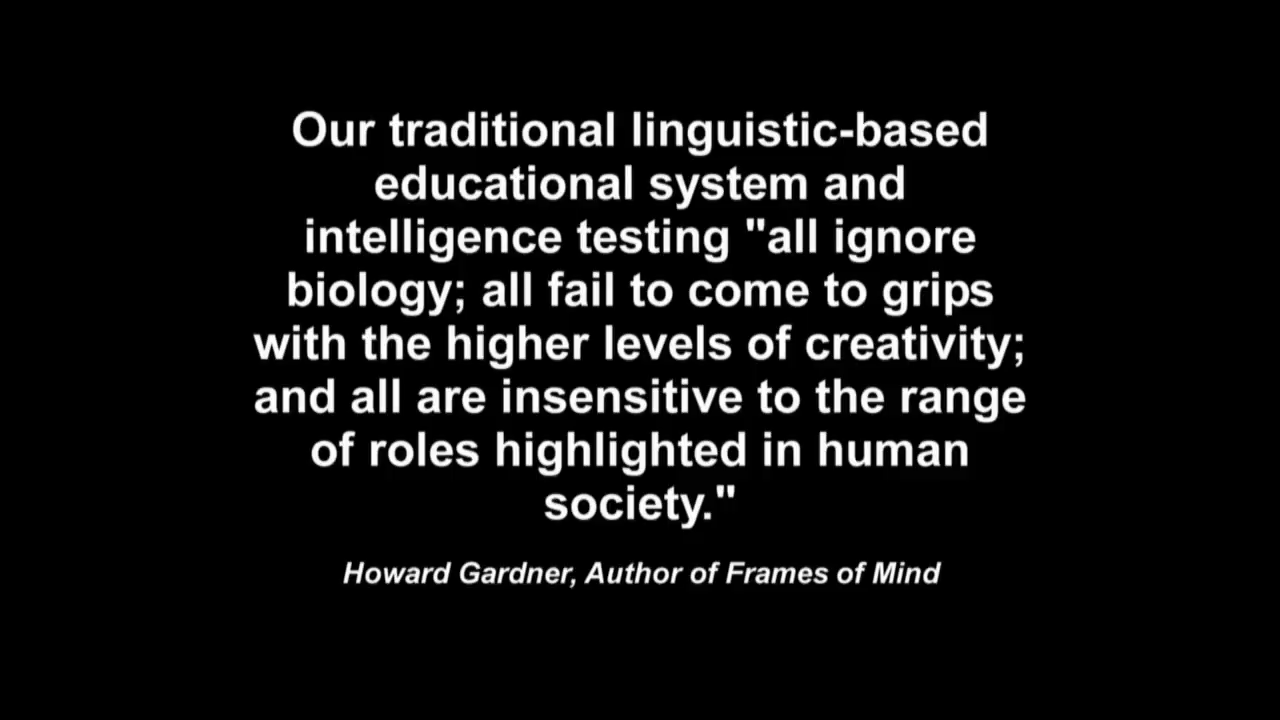 Our traditional linguistic-based
educational system and
intelligence testing "all ignore
biology; all fail to come to grips
with the higher levels of creativity;
and all are insensitive to the range
of roles highlighted in human
society."
Howard Gardner, Author of Frames of Mind